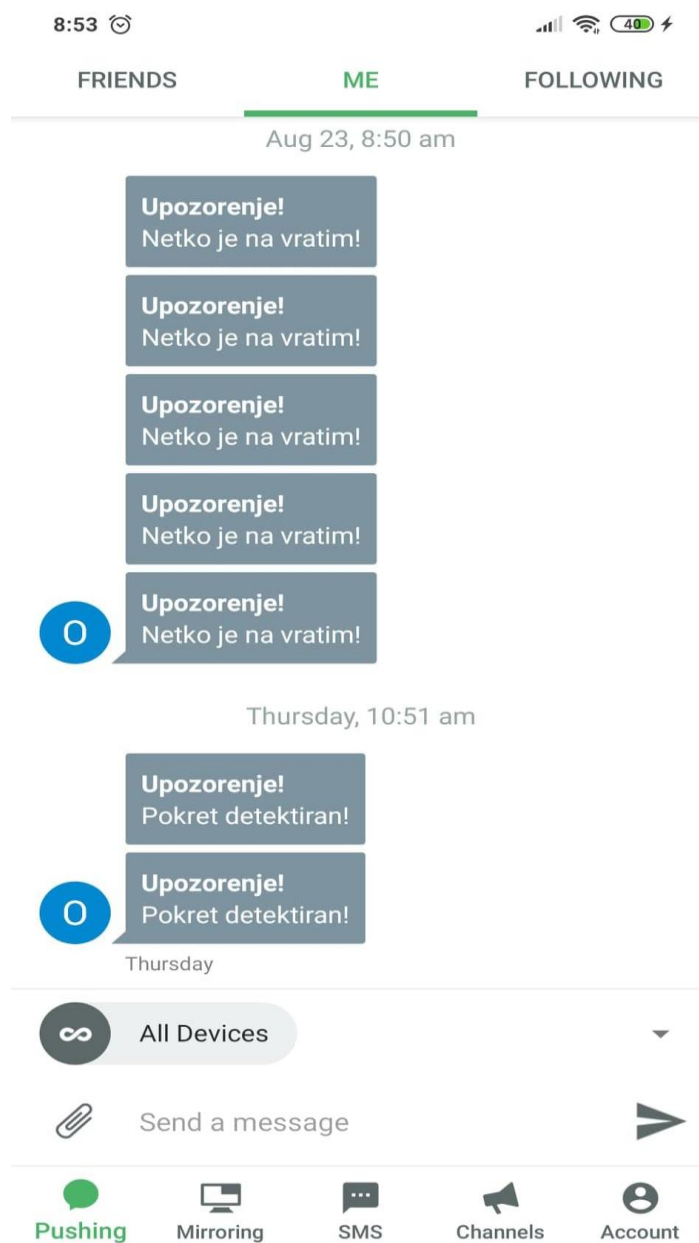 8:53
40
FRIENDS ME FOLLOWING
Aug 23, 8:50 am
Upozorenje!
Netko je na vratim!
Upozorenje!
Netko je na vratim!
Upozorenje!
Netko je na vratim!
Upozorenje!
Netko je na vratim!
Upozorenje!
O
Netko je na vratim!
Thursday, 10:51 am
Upozorenje!
Pokret detektiran!
Upozorenje!
O
Pokret detektiran!
Thursday
All Devices
Send a message
Pushing Mirroring SMS Channels Account